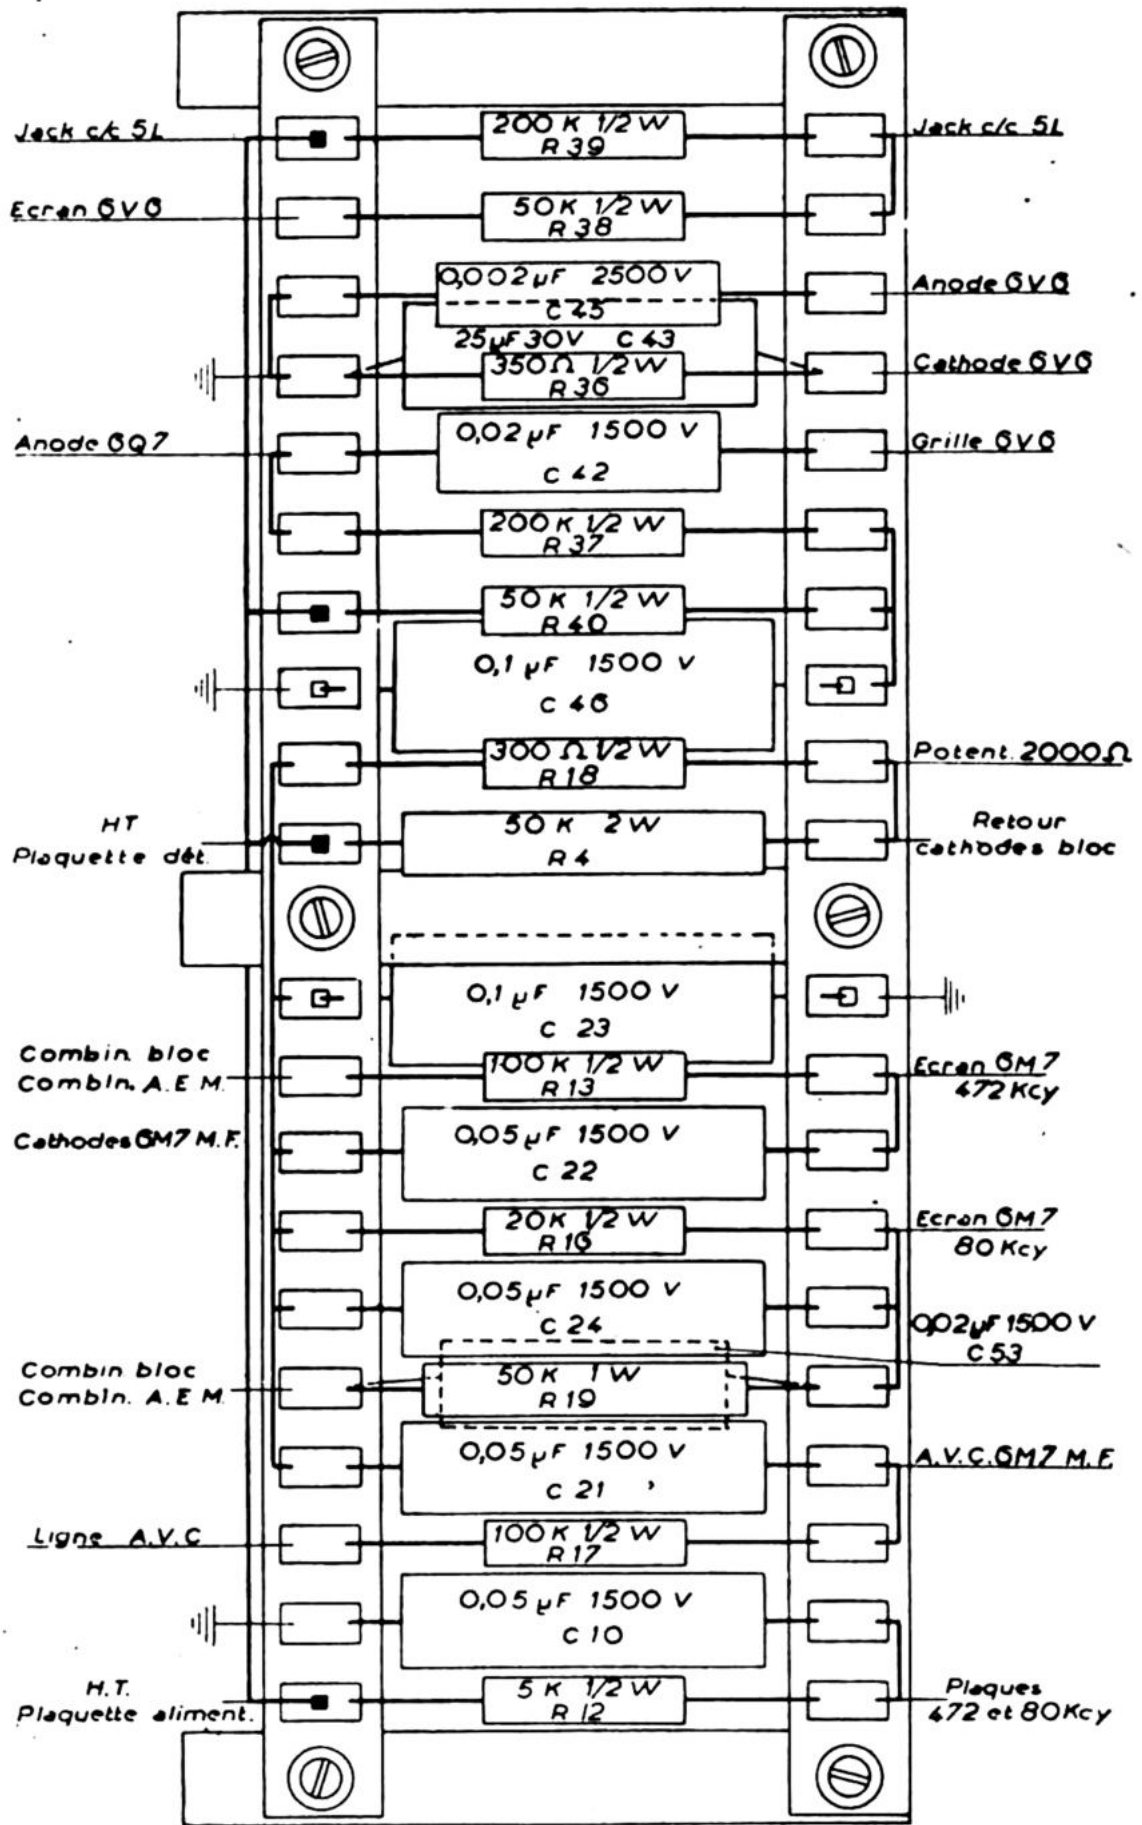 Jack c/c 5L
200 K 1/2 W
R 39
Jack c/c 5L
Ecran 6V6
50K 1/2 W
R 38
0,002 µF 2500 V
C 45
Anode 6V6
25 µF 30V C 43
350 Ω 1/2 W
R 36
Cathode 6V6
Anode 6Q7
0,02 µF 1500 V
C 42
Grille 6V6
200 K 1/2 W
R 37
50 K 1/2 W
R 40
0,1 µF 1500 V
C 46
300 Ω 1/2 W
R 18
Potent. 2000 Ω
HT
Plaquette dét.
50 K 2 W
R 4
Retour
cathodes bloc
0,1 µF 1500 V
C 23
Combin. bloc
Combin. A.E M.
100 K 1/2 W
R 13
Ecran 6M7
472 Kcy
Cathodes 6M7 M.F.
0,05 µF 1500 V
C 22
20K 1/2 W
R 16
Ecran 6M7
80 Kcy
0,05 µF 1500 V
C 24
0,02 µF 1500 V
C 53
Combin bloc
Combin. A.E M.
50 K 1 W
R 19
0,05 µF 1500 V
C 21
A.V.C. 6M7 M.F.
Ligne A.V.C
100 K 1/2 W
R 17
0,05 µF 1500 V
C 10
H.T.
Plaquette aliment.
5 K 1/2 W
R 12
Plaques
472 et 80 Kcy